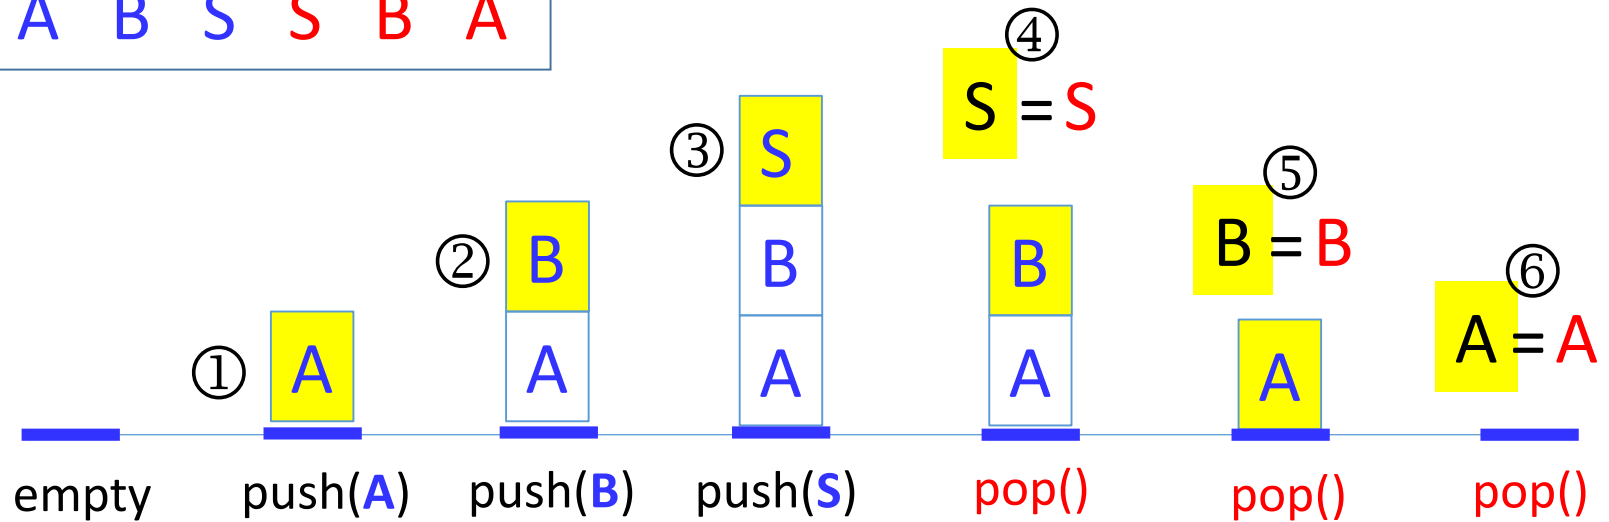 A B S S B A
④
S = S
③ S
⑤
B B B = B
② B
⑥
A A A A = A
① A A
empty push(A) push(B) push(S) pop() pop() pop()